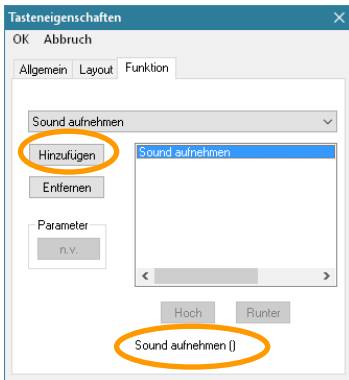 Tasteneigenschaften
OK Abbruch
Allgemein Layout Funktion
Sound aufnehmen
Hinzufügen
Sound aufnehmen
Entfernen
Parameter
n.v.
Hoch Runter
Sound aufnehmen ()